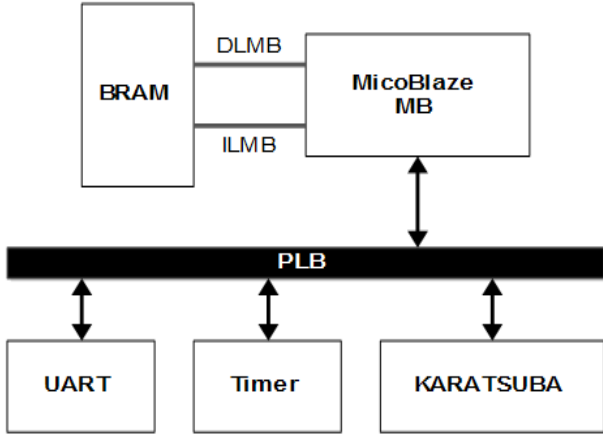 DLMB
BRAM
MicoBlaze
MB
ILMB
PLB
UART
Timer
KARATSUBA